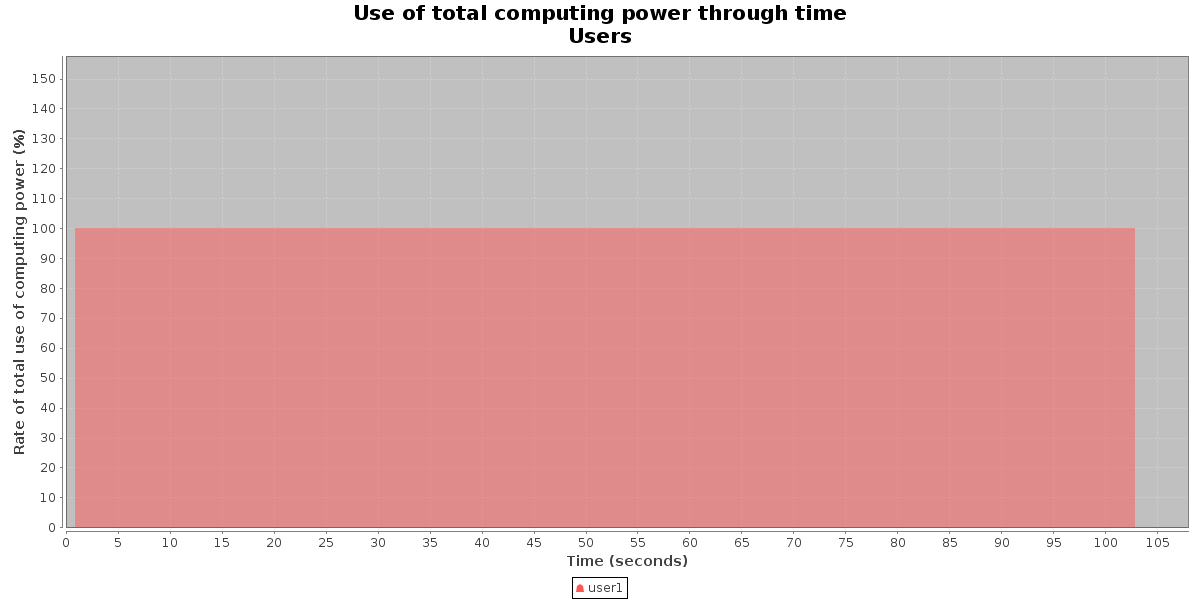 Use of total computing power through time
Users
Rate of total use of computing power (%)
150
140
130
120
110
100
90
80
70
60
50
40
30
20
10
0
0 5 10 15 20 25 30 35 40 45 50 55 60 65 70 75 80 85 90 95 100 105
Time (seconds)
user1